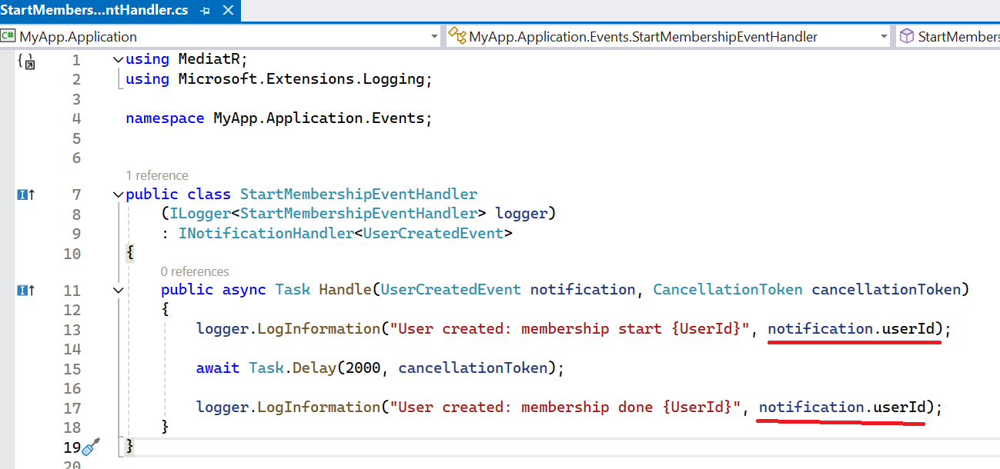 StartMembers...ntHandler.cs
C# MyApp.Application
MyApp.Application.Events.StartMembershipEventHandler
StartMembers
1 using MediatR;
2 using Microsoft.Extensions.Logging;
3
4 namespace MyApp.Application.Events;
5
6
1 reference
7 public class StartMembershipEventHandler
8 (ILogger<StartMembershipEventHandler> logger)
9 : INotificationHandler<UserCreatedEvent>
10 {
0 references
11 public async Task Handle(UserCreatedEvent notification, CancellationToken cancellationToken)
12 {
13 logger.LogInformation("User created: membership start {UserId}", notification.userId);
14
15 await Task.Delay(2000, cancellationToken);
16
17 logger.LogInformation("User created: membership done {UserId}", notification.userId);
18 }
19 }
20